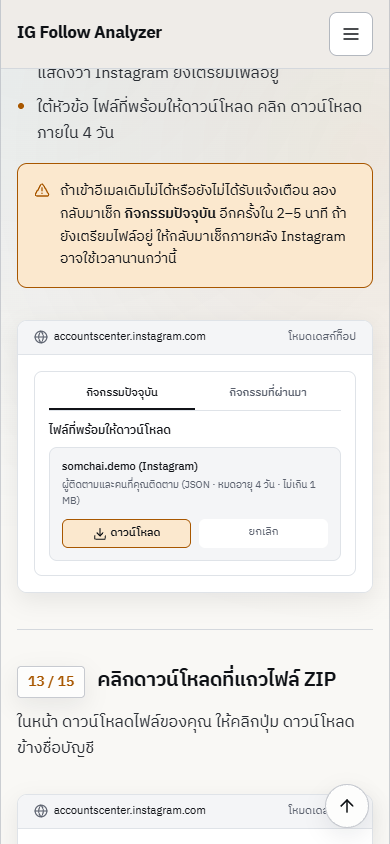 IG Follow Analyzer
แสดงว่า Instagram ยังเตรียมไฟล์อยู่
ใต้หัวข้อ ไฟล์ที่พร้อมให้ดาวน์โหลด คลิก ดาวน์โหลด
ภายใน 4 วัน
ถ้าเข้าอีเมลเดิมไม่ได้หรือยังไม่ได้รับแจ้งเตือน ลอง
กลับมาเช็ก กิจกรรมปัจจุบัน อีกครั้งใน 2–5 นาที ถ้า
ยังเตรียมไฟล์อยู่ ให้กลับมาเช็กภายหลัง Instagram
อาจใช้เวลานานกว่านี้
accountscenter.instagram.com
โหมดเดสก์ท็อป
กิจกรรมปัจจุบัน
กิจกรรมที่ผ่านมา
ไฟล์ที่พร้อมให้ดาวน์โหลด
somchai.demo (Instagram)
ผู้ติดตามและคนที่คุณติดตาม (JSON · หมดอายุ 4 วัน · ไม่เกิน 1
MB)
ดาวน์โหลด
ยกเลิก
13 / 15
คลิกดาวน์โหลดที่แถวไฟล์ ZIP
ในหน้า ดาวน์โหลดไฟล์ของคุณ ให้คลิกปุ่ม ดาวน์โหลด
ข้างชื่อบัญชี
accountscenter.instagram.com